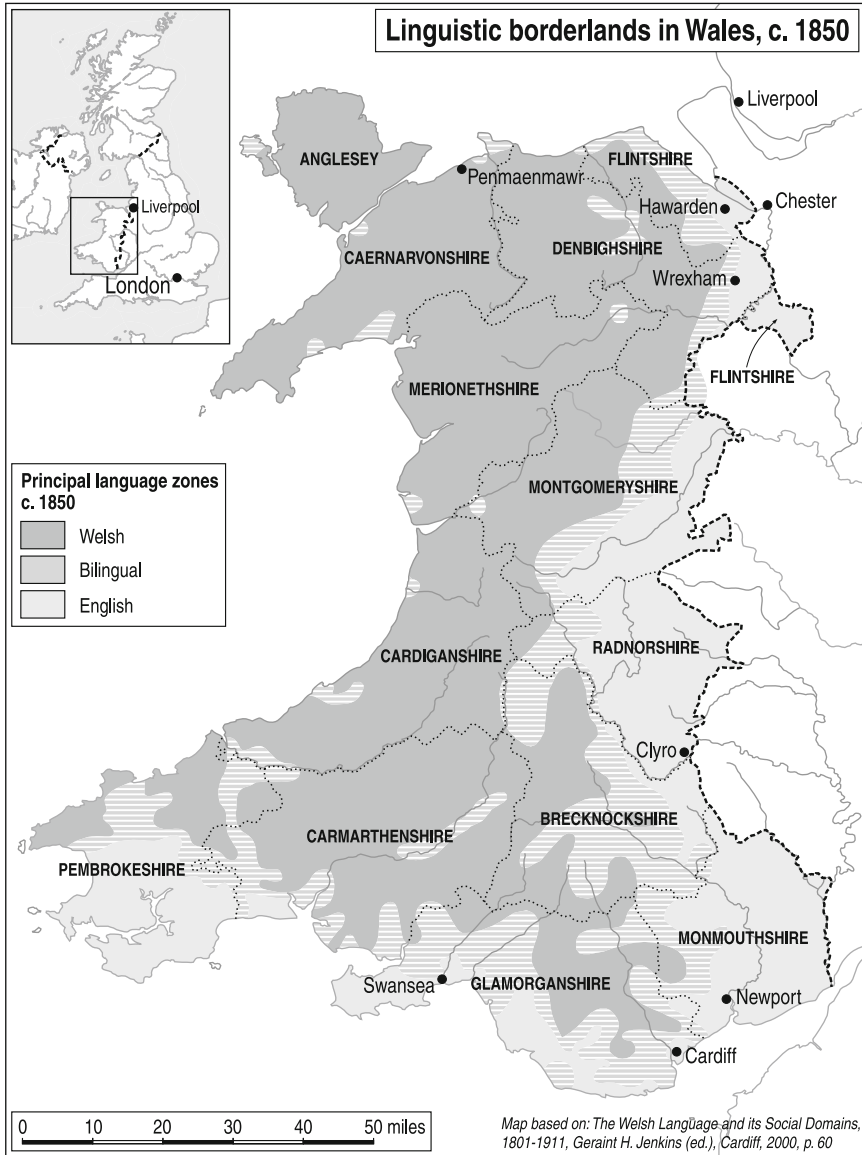 Linguistic borderlands in Wales, c. 1850
Liverpool
London
Liverpool
ANGLESEY
Penmaenmawr
FLINTSHIRE
Hawarden
Chester
CAERNARVONSHIRE
DENBIGHSHIRE
Wrexham
FLINTSHIRE
MERIONETHSHIRE
MONTGOMERYSHIRE
Principal language zones
c. 1850
Welsh
Bilingual
English
CARDIGANSHIRE
RADNORSHIRE
Clyro
BRECKNOCKSHIRE
CARMARTHENSHIRE
PEMBROKESHIRE
MONMOUTHSHIRE
Swansea
GLAMORGANSHIRE
Newport
Cardiff
0 10 20 30 40 50 miles
Map based on: The Welsh Language and its Social Domains,
1801-1911, Geraint H. Jenkins (ed.), Cardiff, 2000, p. 60